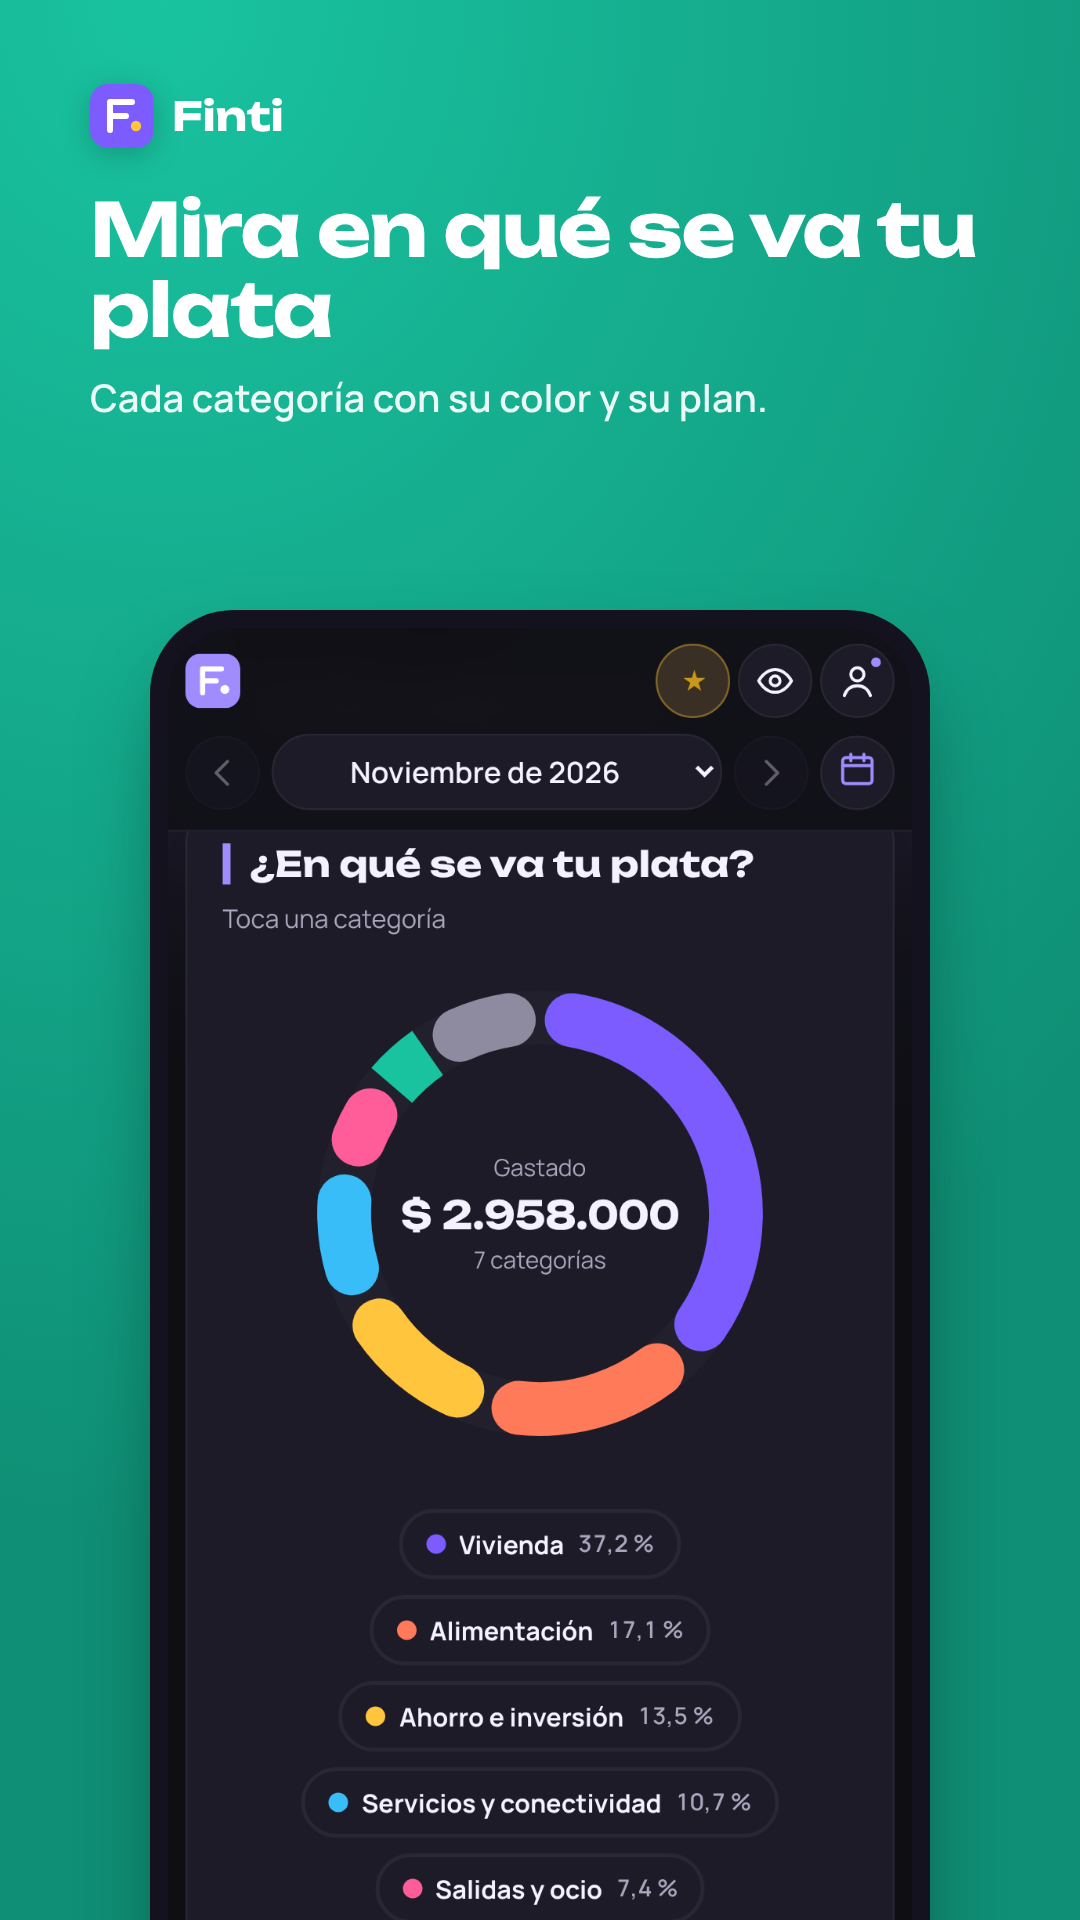 F.
Finti
Mira en qué se va tu
plata
Cada categoría con su color y su plan.
F.
Noviembre de 2026
¿En qué se va tu plata?
Toca una categoría
Gastado
$ 2.958.000
7 categorías
Vivienda 37,2 %
Alimentación 17,1 %
Ahorro e inversión 13,5 %
Servicios y conectividad 10,7 %
Salidas y ocio 7,4 %